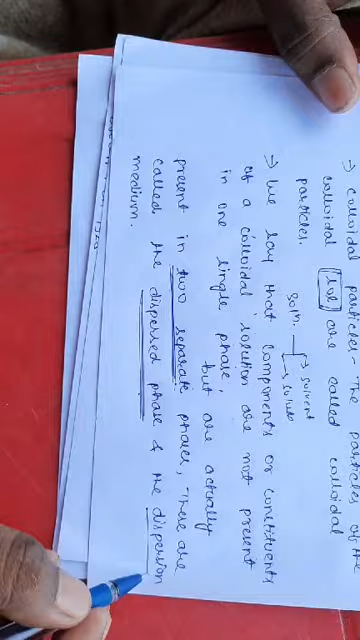 → Colloidal particles - The particles of the
colloidal (sol) are called colloidal
particles.
soln. → solvent
→ solute
→ We say that components or constituents
of a colloidal solution are not present
in one single phase, but are actually
present in two separate phases, There are
called the dispersed phase & the dispersion
medium.